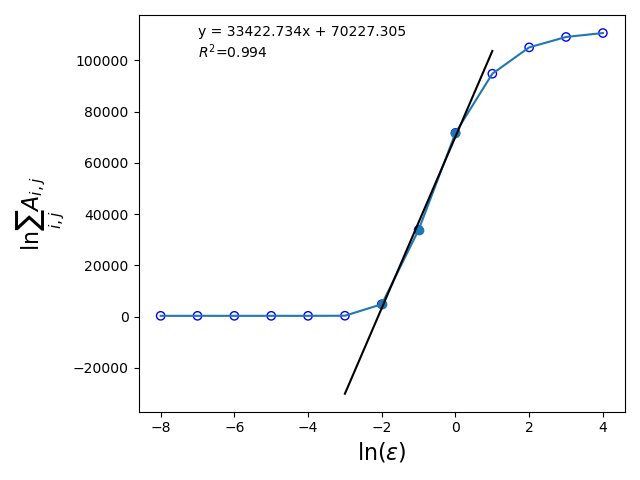 y = 33422.734x + 70227.305
R²=0.994
100000
80000
60000
40000
20000
0
−20000
ln∑A_{i,j}
i,j
−8 −6 −4 −2 0 2 4
ln(ε)